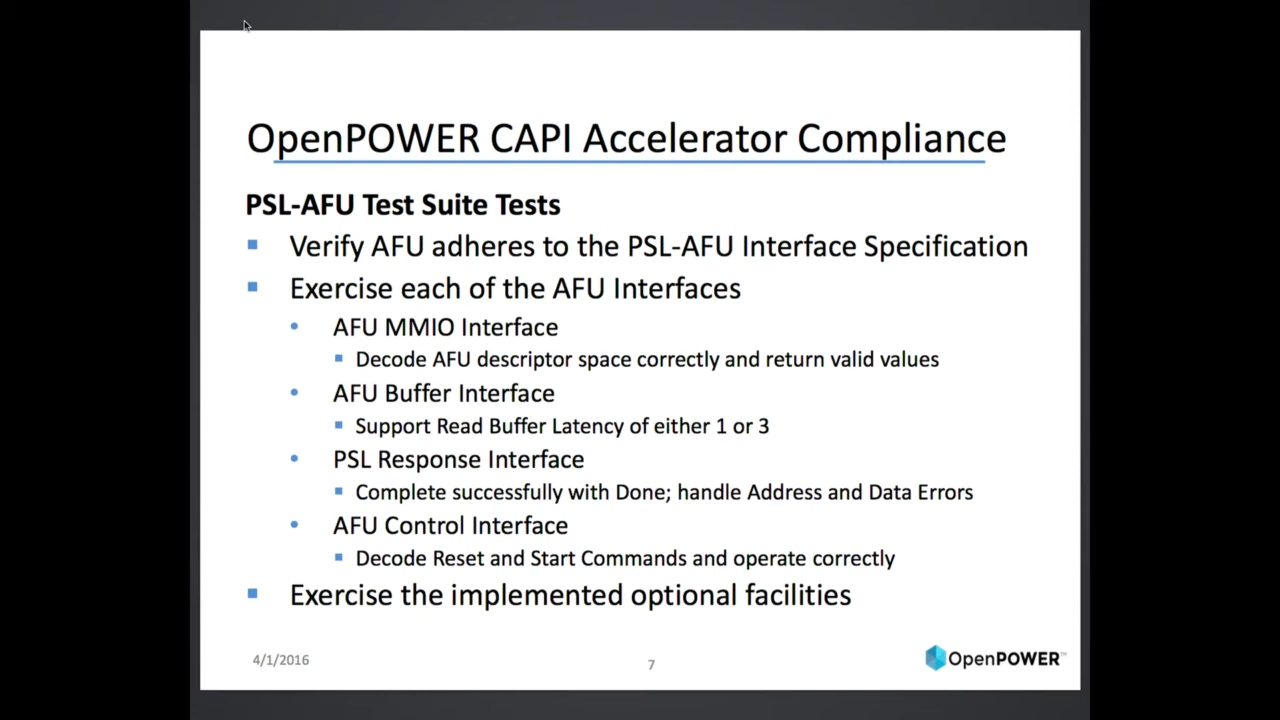 OpenPOWER CAPI Accelerator Compliance
PSL-AFU Test Suite Tests
Verify AFU adheres to the PSL-AFU Interface Specification
Exercise each of the AFU Interfaces
AFU MMIO Interface
Decode AFU descriptor space correctly and return valid values
AFU Buffer Interface
Support Read Buffer Latency of either 1 or 3
PSL Response Interface
Complete successfully with Done; handle Address and Data Errors
AFU Control Interface
Decode Reset and Start Commands and operate correctly
Exercise the implemented optional facilities
4/1/2016
7
OpenPOWER™